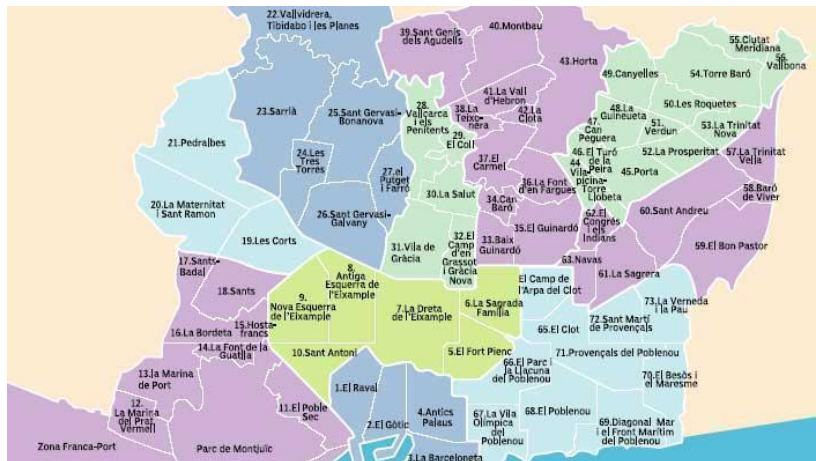 22.Vallvidrera,
Tibidabo i les Planes
39.Sant Genís
dels Agudells
40.Montbau
43.Horta
55.Ciutat
Meridiana
56.
Vallbona
49.Canyelles
54.Torre Baró
23.Sarrià
25.Sant Gervasi-
Bonanova
28.
Vallcarca
i els
Penitents
38.La
Teixo-
nera
41.La Vall
d'Hebron
42.La
Clota
47.
Can
Peguera
48.La
Guineueta
50.Les Roquetes
51.
Verdun
53.La Trinitat
Nova
21.Pedralbes
24.Les
Tres
Torres
29.
El Coll
37.El
Carmel
46.El Turó
de la
Peira
52.La Prosperitat
57.La Trinitat
Vella
27.el
Putget
i Farró
30.La Salut
36.La Font
d'en Fargues
44.
Vila-
picina-
Torre
Llobeta
45.Porta
58.Baró
de Viver
20.La Maternitat
i Sant Ramon
26.Sant Gervasi-
Galvany
34.Can
Baró
35.El Guinardó
62.El
Congrés
i els
Indians
60.Sant Andreu
19.Les Corts
31.Vila de
Gràcia
32.El
Camp
d'en
Grassot
i Gràcia
Nova
33.Baix
Guinardó
59.El Bon Pastor
17.Sants-
Badal
8.
Antiga
Esquerra
de l'Eixample
63.Navas
61.La Sagrera
18.Sants
9.
Nova Esquerra
de l'Eixample
7.La Dreta
de l'Eixample
6.La Sagrada
Família
El Camp de
l'Arpa del Clot
73.La Verneda
i la Pau
16.La Bordeta
15.Hosta-
francs
65.El Clot
72.Sant Martí
de Provençals
14.La Font de la
Guatlla
10.Sant Antoni
5.El Fort Pienc
66.El Parc i
la Llacuna
del Poblenou
71.Provençals del Poblenou
13.la Marina
de Port
1.El Raval
70.El Besòs i
el Maresme
12.
La Marina
del Prat
Vermell
11.El Poble
Sec
2.El Gòtic
4.Antics
Palaus
67.La Vila
Olímpica
del
Poblenou
68.El Poblenou
69.Diagonal Mar
i el Front Marítim
del Poblenou
Zona Franca-Port
Parc de Montjuïc
3.La Barceloneta